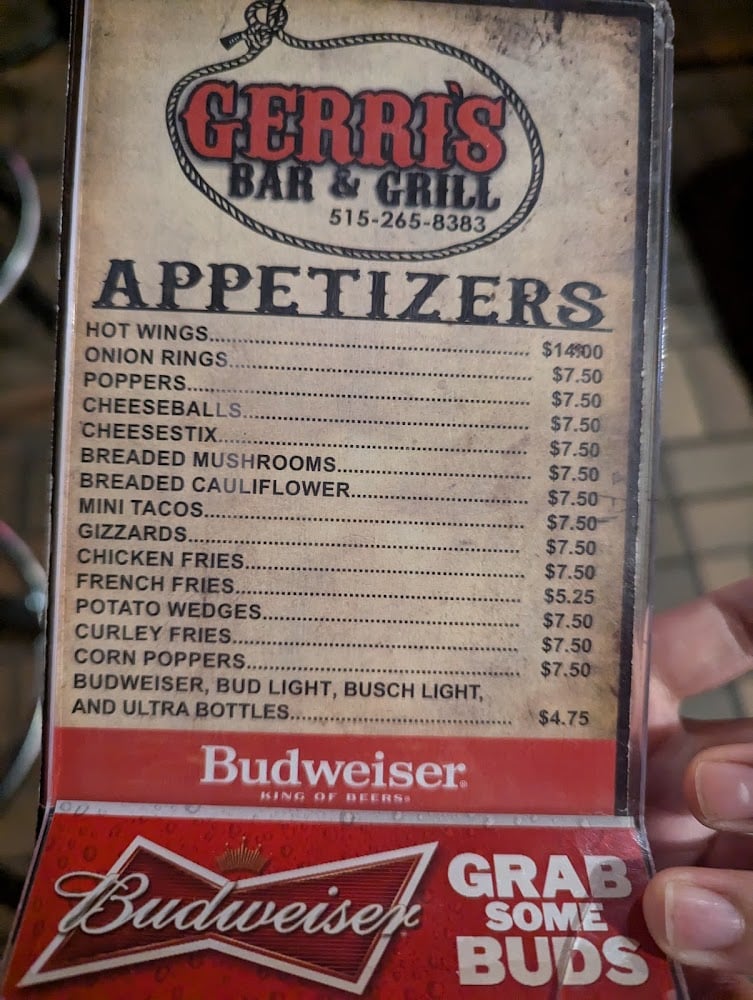 GERRI'S
BAR & GRILL
515-265-8383
APPETIZERS
HOT WINGS.................................................... $14.00
ONION RINGS.................................................... $7.50
POPPERS.................................................... $7.50
CHEESEBALLS.................................................... $7.50
CHEESESTIX.................................................... $7.50
BREADED MUSHROOMS.................................... $7.50
BREADED CAULIFLOWER.................................. $7.50
MINI TACOS.................................................... $7.50
GIZZARDS.................................................... $7.50
CHICKEN FRIES.................................................... $7.50
FRENCH FRIES.................................................... $5.25
POTATO WEDGES.................................................... $7.50
CURLEY FRIES.................................................... $7.50
CORN POPPERS.................................................... $7.50
BUDWEISER, BUD LIGHT, BUSCH LIGHT,
AND ULTRA BOTTLES........................................ $4.75
Budweiser®
KING OF BEERS®
Budweiser
GRAB
SOME
BUDS